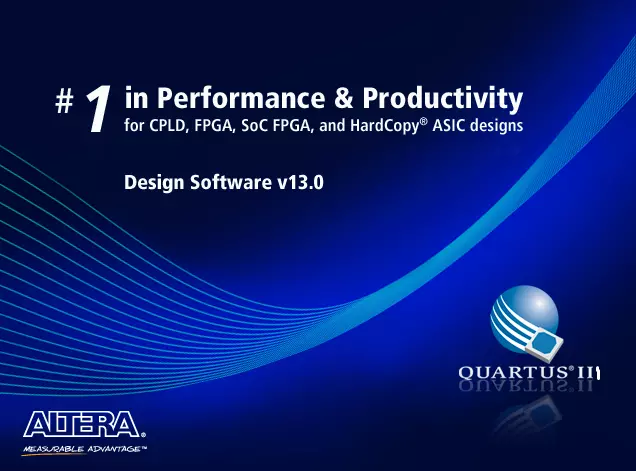 # 1 in Performance & Productivity
for CPLD, FPGA, SoC FPGA, and HardCopy® ASIC designs
Design Software v13.0
QUARTUS® III
ALTERA®
MEASURABLE ADVANTAGE™